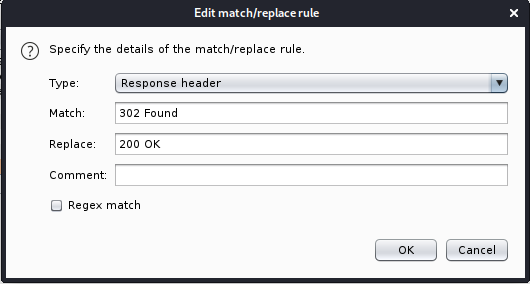 Edit match/replace rule
Specify the details of the match/replace rule.
Type: Response header
Match: 302 Found
Replace: 200 OK
Comment:
Regex match
OK Cancel